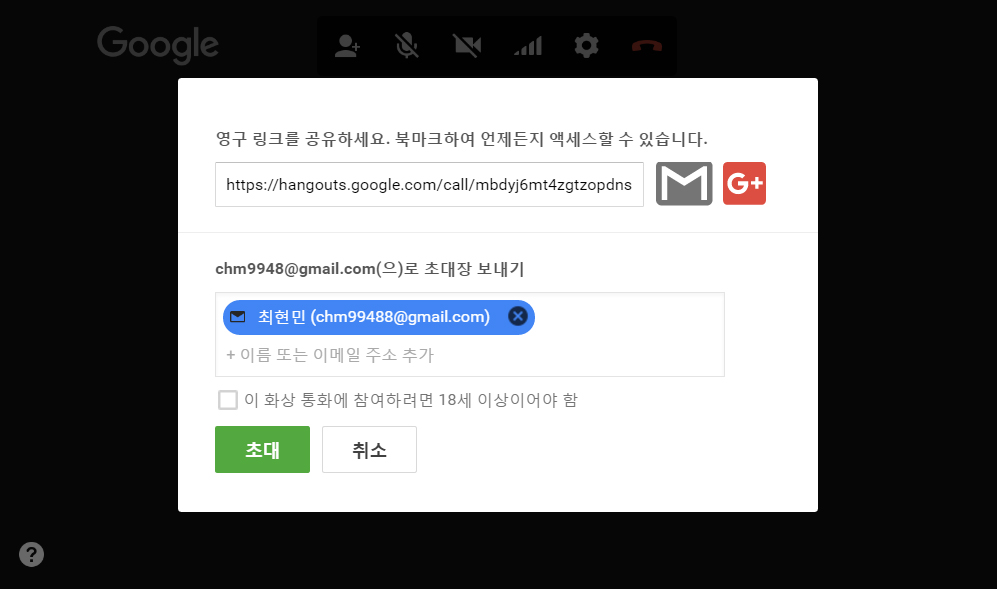 Google
영구 링크를 공유하세요. 북마크하여 언제든지 액세스할 수 있습니다.
https://hangouts.google.com/call/mbdyj6mt4zgtzopdns
G+
chm9948@gmail.com(으)로 초대장 보내기
최현민 (chm99488@gmail.com)
+ 이름 또는 이메일 주소 추가
이 화상 통화에 참여하려면 18세 이상이어야 함
초대 취소
?